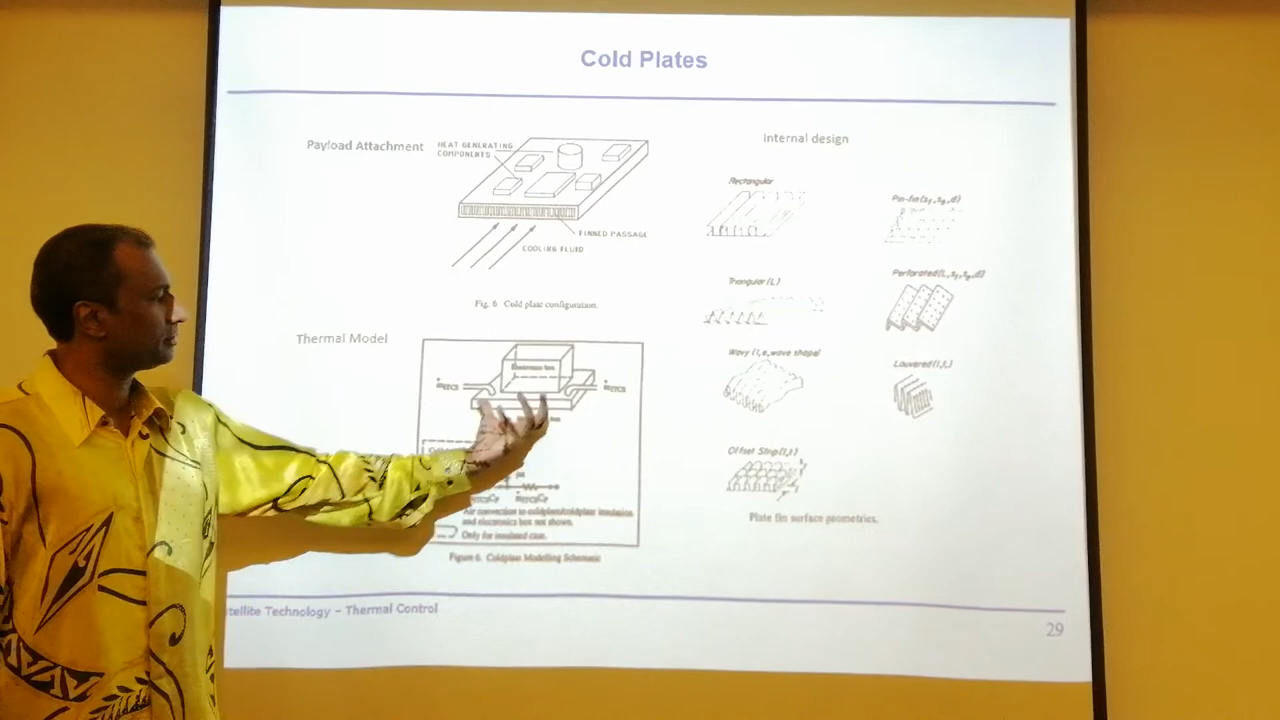 Cold Plates
Payload Attachment
HEAT GENERATING
COMPONENTS
FINNED PASSAGE
COOLING FLUID
Fig. 6 Cold plate configuration.
Thermal Model
Electronics box
ṁETCS
ṁETCS
Air convection to coldplate/coldplate insulation
and electronics box not shown.
Only for insulated case.
Figure 6. Coldplate Modelling Schematic
Internal design
Rectangular
Pin-fin(s
Triangular (L)
Perforated(L,
Wavy (l,e,wave shape)
Louvered(l,t,)
Offset Strip(l,t)
Plate fin surface geometries.
tellite Technology – Thermal Control
29